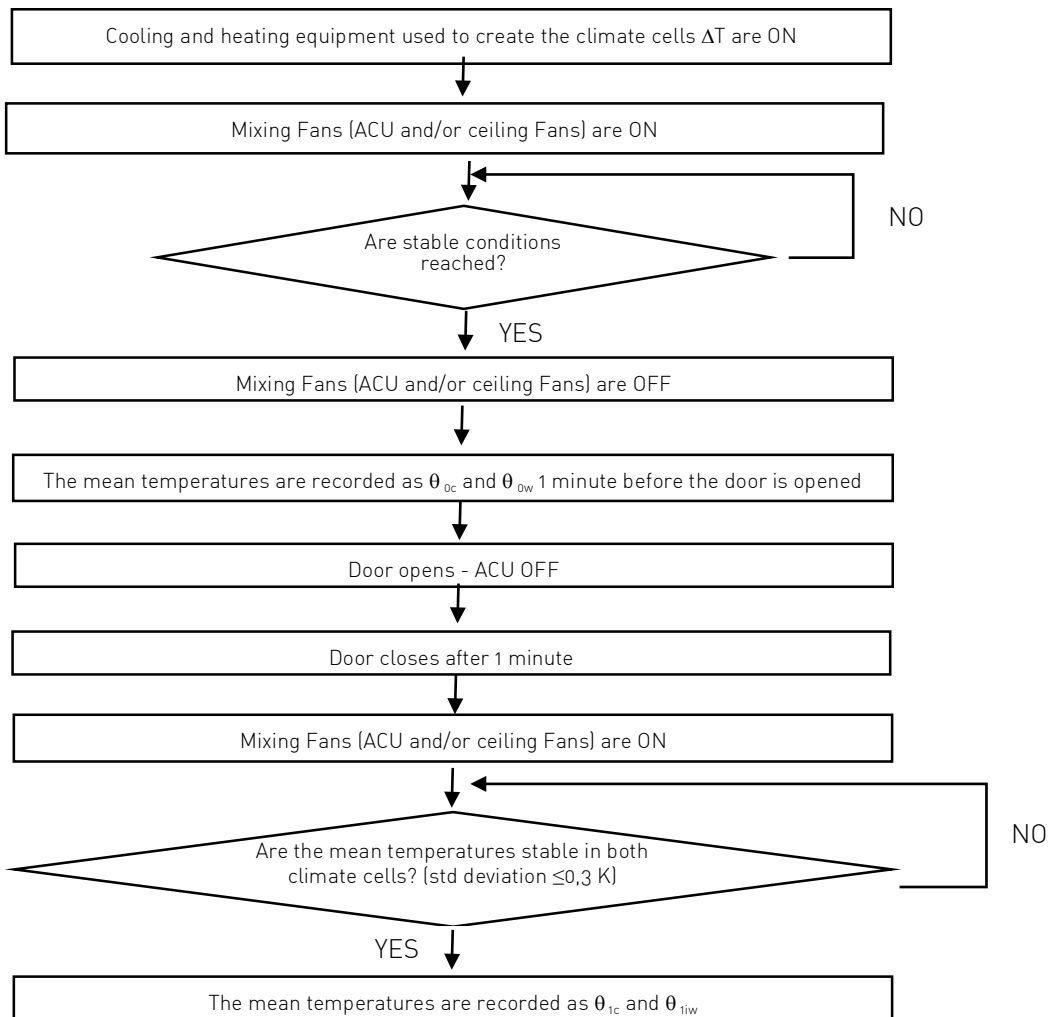 Cooling and heating equipment used to create the climate cells ΔT are ON
Mixing Fans (ACU and/or ceiling Fans) are ON
NO
Are stable conditions
reached?
YES
Mixing Fans (ACU and/or ceiling Fans) are OFF
The mean temperatures are recorded as θ0c and θ0w 1 minute before the door is opened
Door opens - ACU OFF
Door closes after 1 minute
Mixing Fans (ACU and/or ceiling Fans) are ON
NO
Are the mean temperatures stable in both
climate cells? (std deviation ≤0,3 K)
YES
The mean temperatures are recorded as θ1c and θ1iw